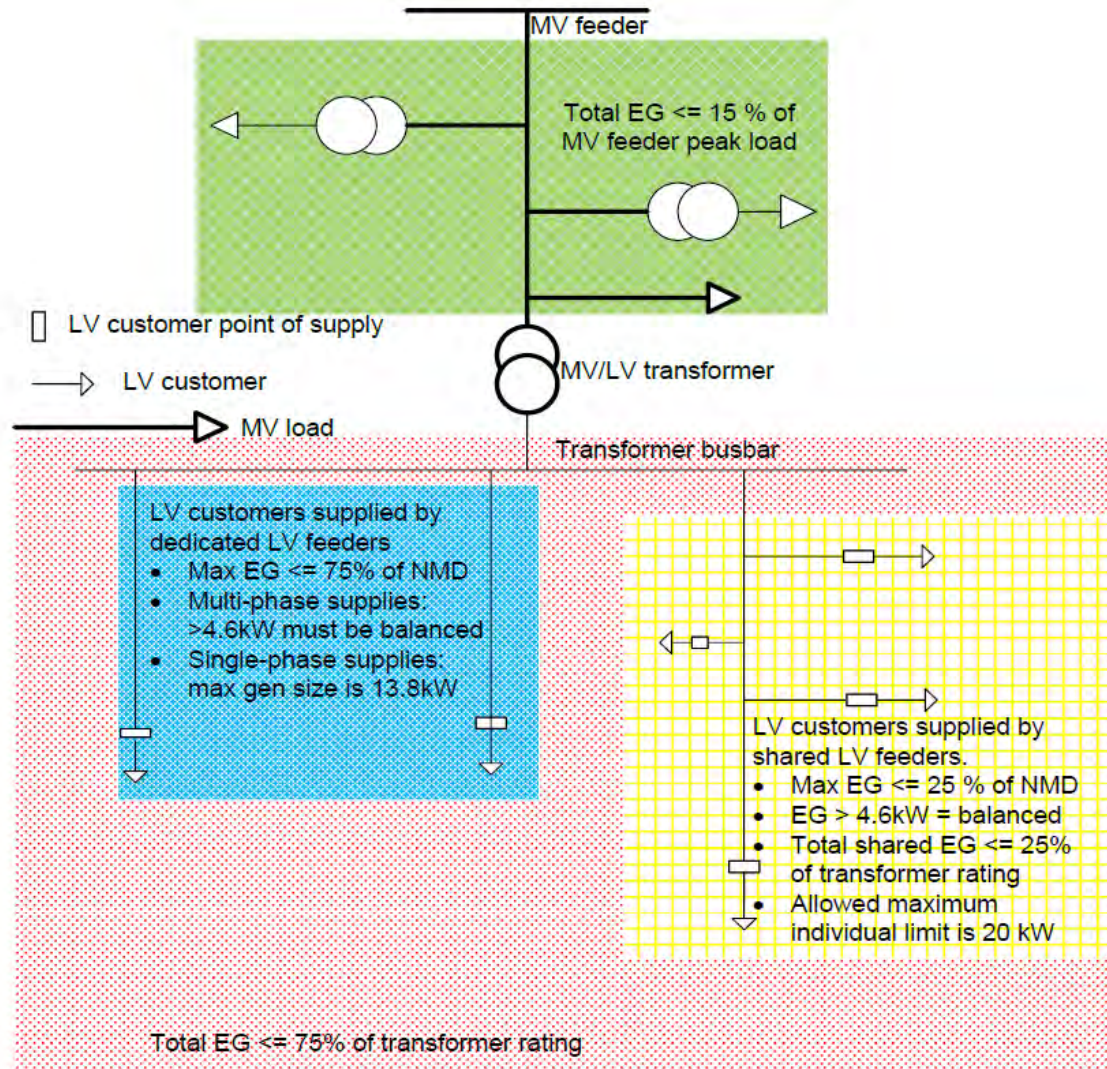 MV feeder
Total EG <= 15 % of
MV feeder peak load
LV customer point of supply
MV/LV transformer
LV customer
MV load
Transformer busbar
LV customers supplied by
dedicated LV feeders
• Max EG <= 75% of NMD
• Multi-phase supplies:
>4.6kW must be balanced
• Single-phase supplies:
max gen size is 13.8kW
LV customers supplied by
shared LV feeders.
• Max EG <= 25 % of NMD
• EG > 4.6kW = balanced
• Total shared EG <= 25%
of transformer rating
• Allowed maximum
individual limit is 20 kW
Total EG <= 75% of transformer rating